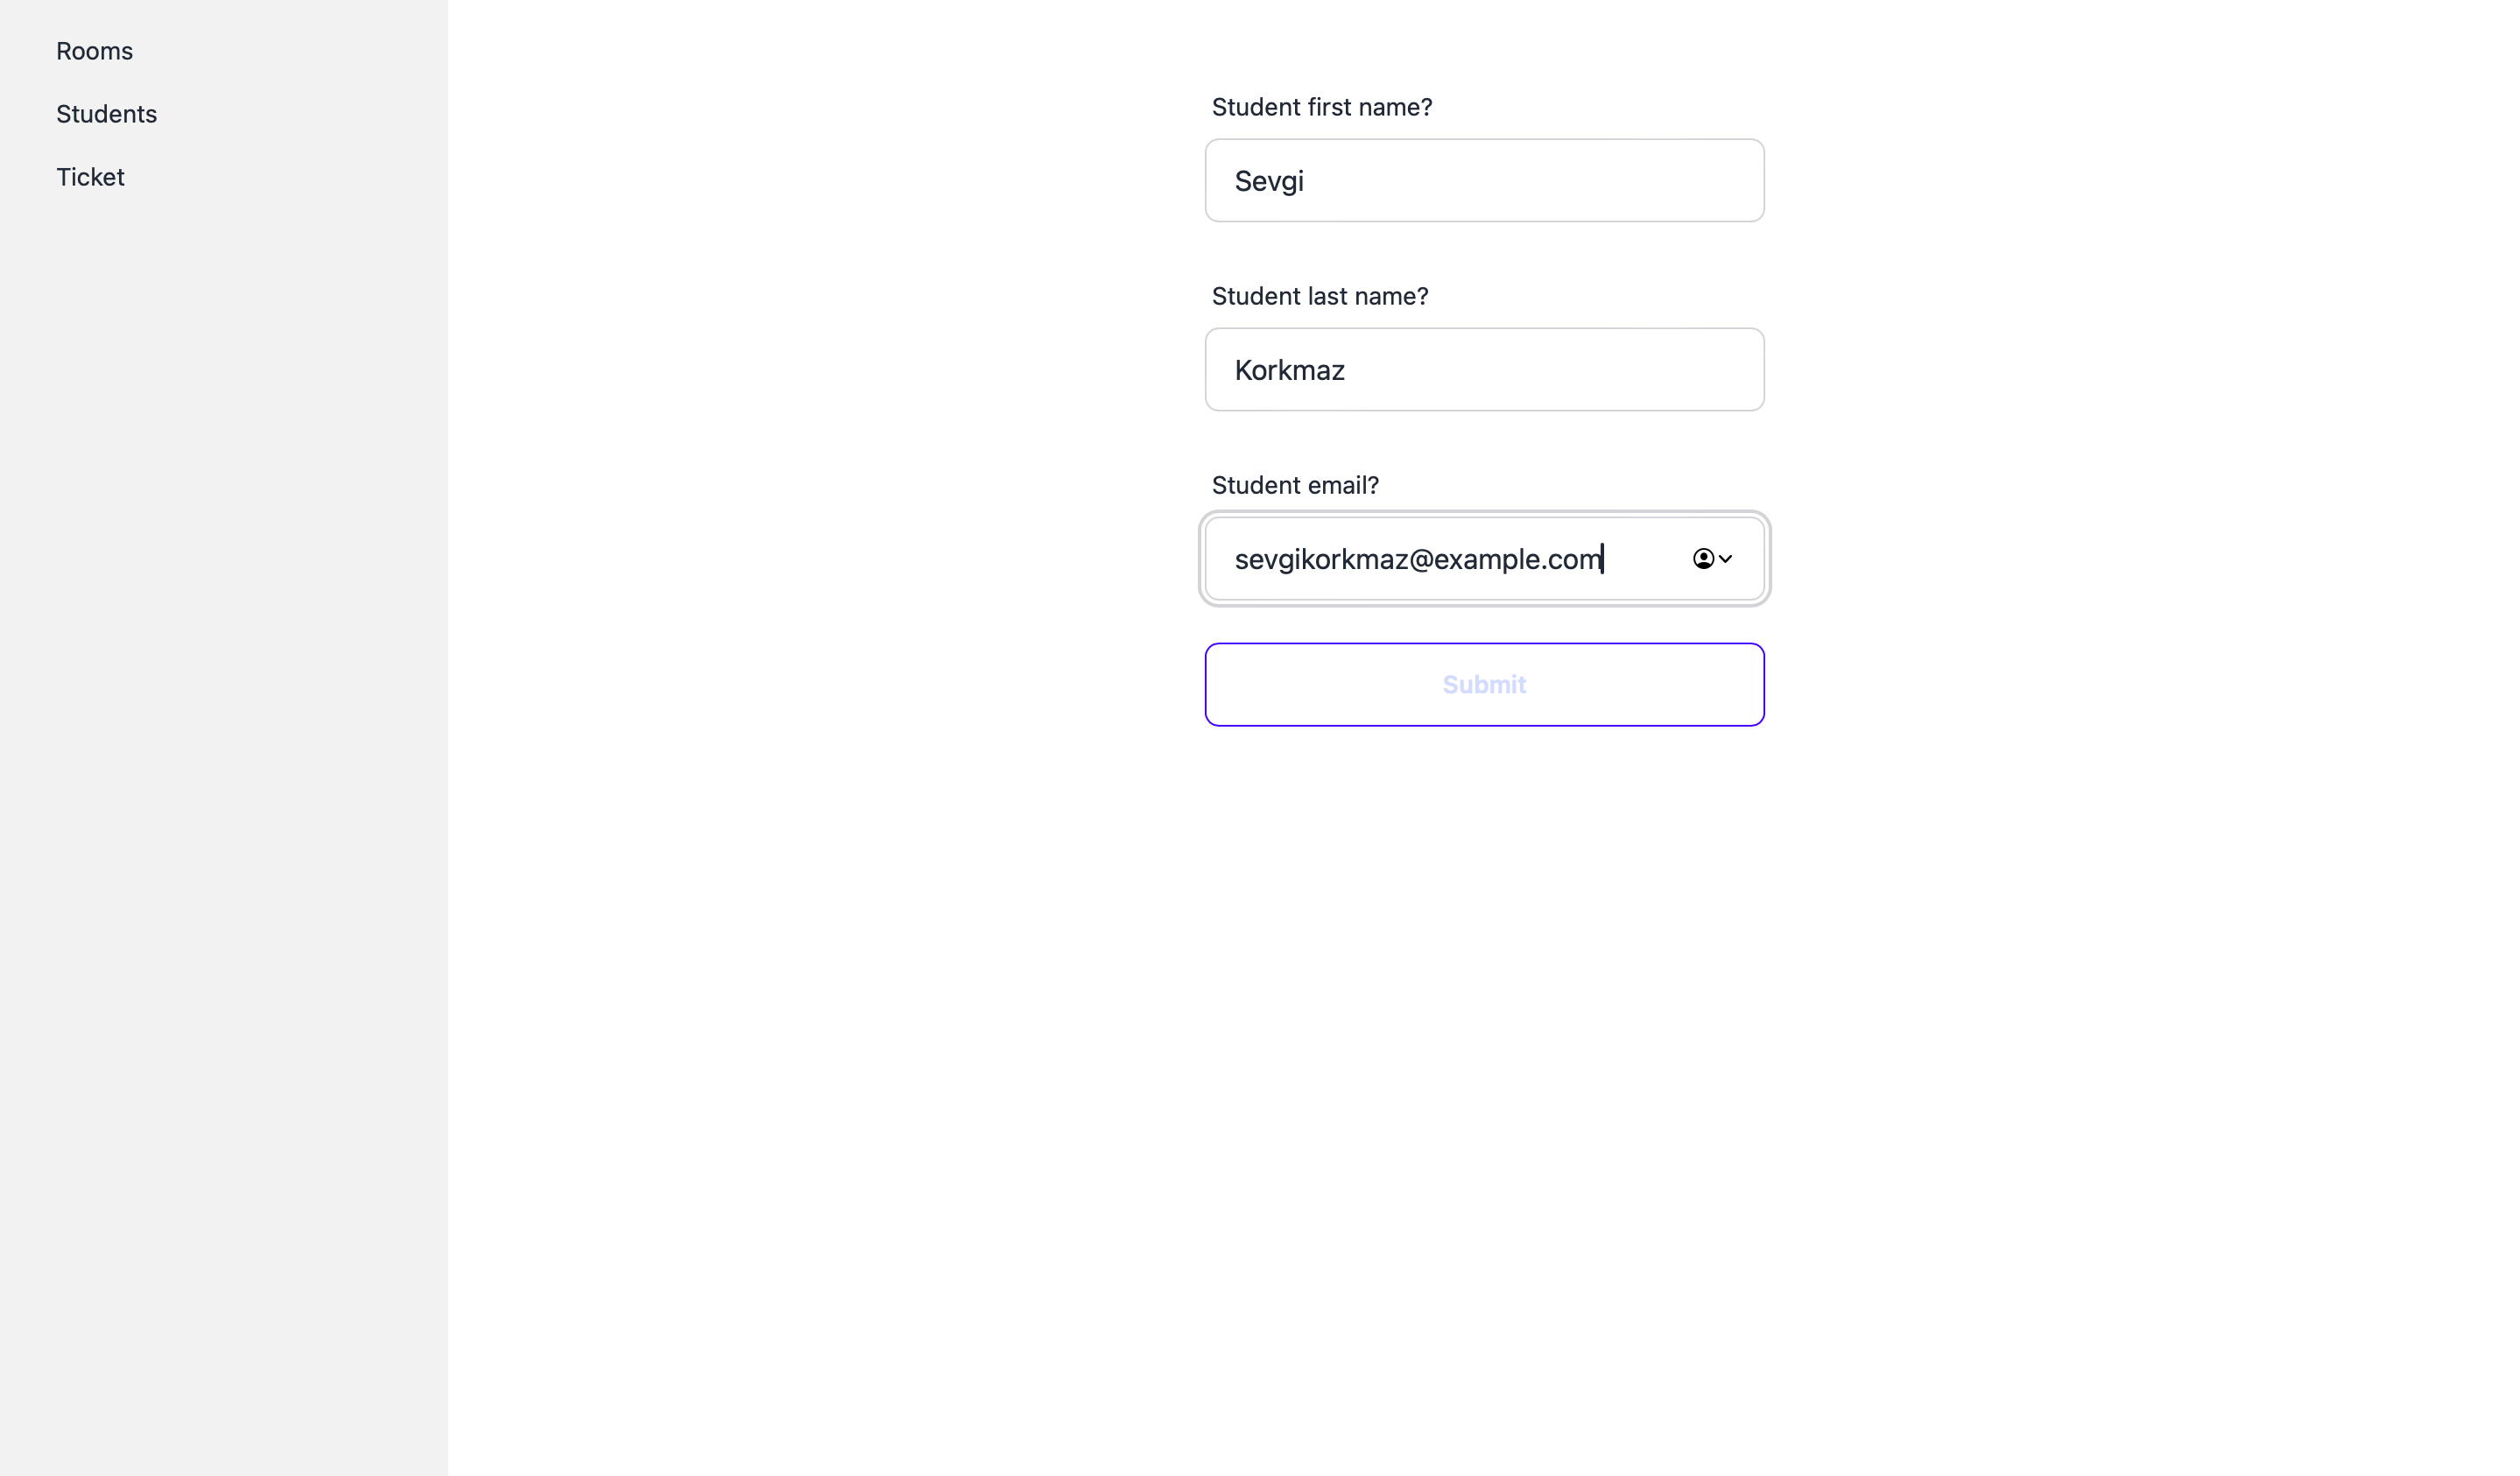 Rooms
Students
Ticket
Student first name?
Sevgi
Student last name?
Korkmaz
Student email?
sevgikorkmaz@example.com
Submit